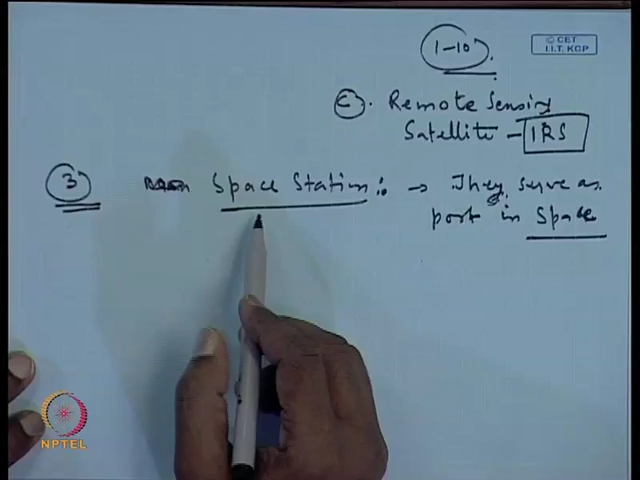 1-10
© CET
I.I.T. KGP
E. Remote Sensing
Satellite - IRS
3 Space Station : → They serve as
port in Space
NPTEL